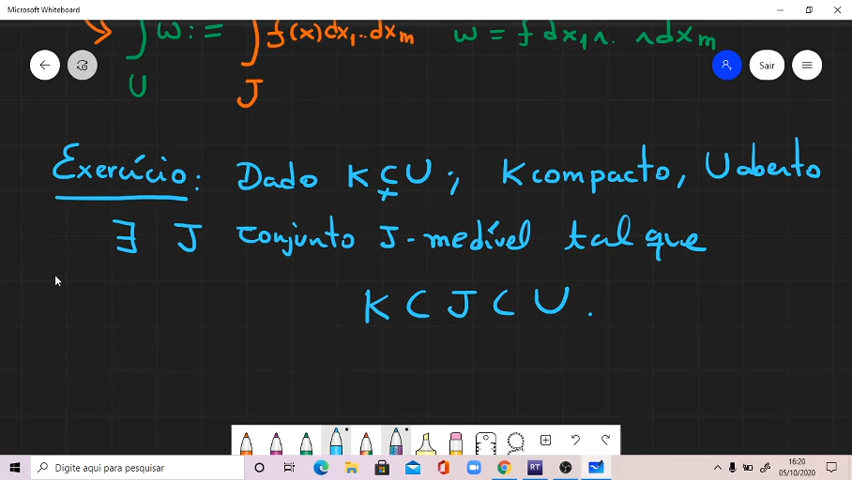 Microsoft Whiteboard
∫ w := ∫ f(x)dx₁..dxₘ w = f dx₁∧. ∧dxₘ
U J
Sair
Exercício: Dado K ⊊ U; K compacto, U aberto
∃ J conjunto J-medível tal que
K ⊂ J ⊂ U.
Digite aqui para pesquisar
RT
16:20
05/10/2020